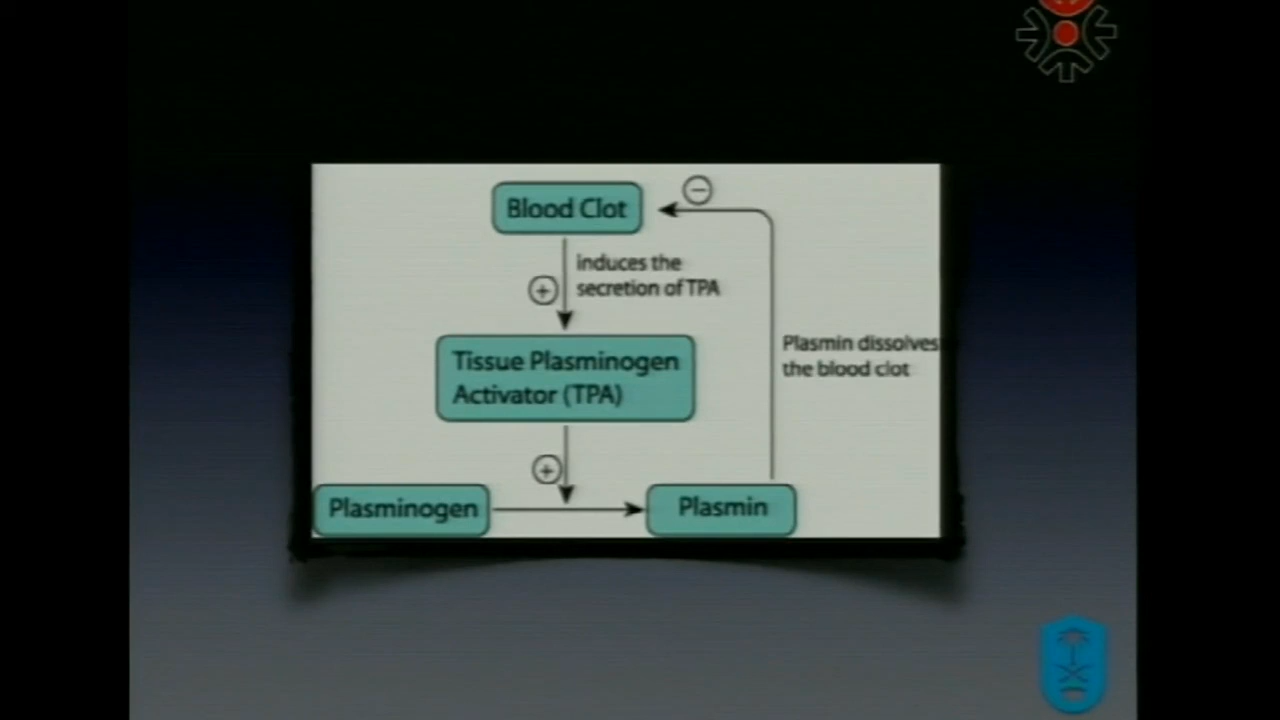 Blood Clot
−
induces the
secretion of TPA
+
Tissue Plasminogen
Activator (TPA)
Plasmin dissolves
the blood clot
+
Plasminogen
Plasmin